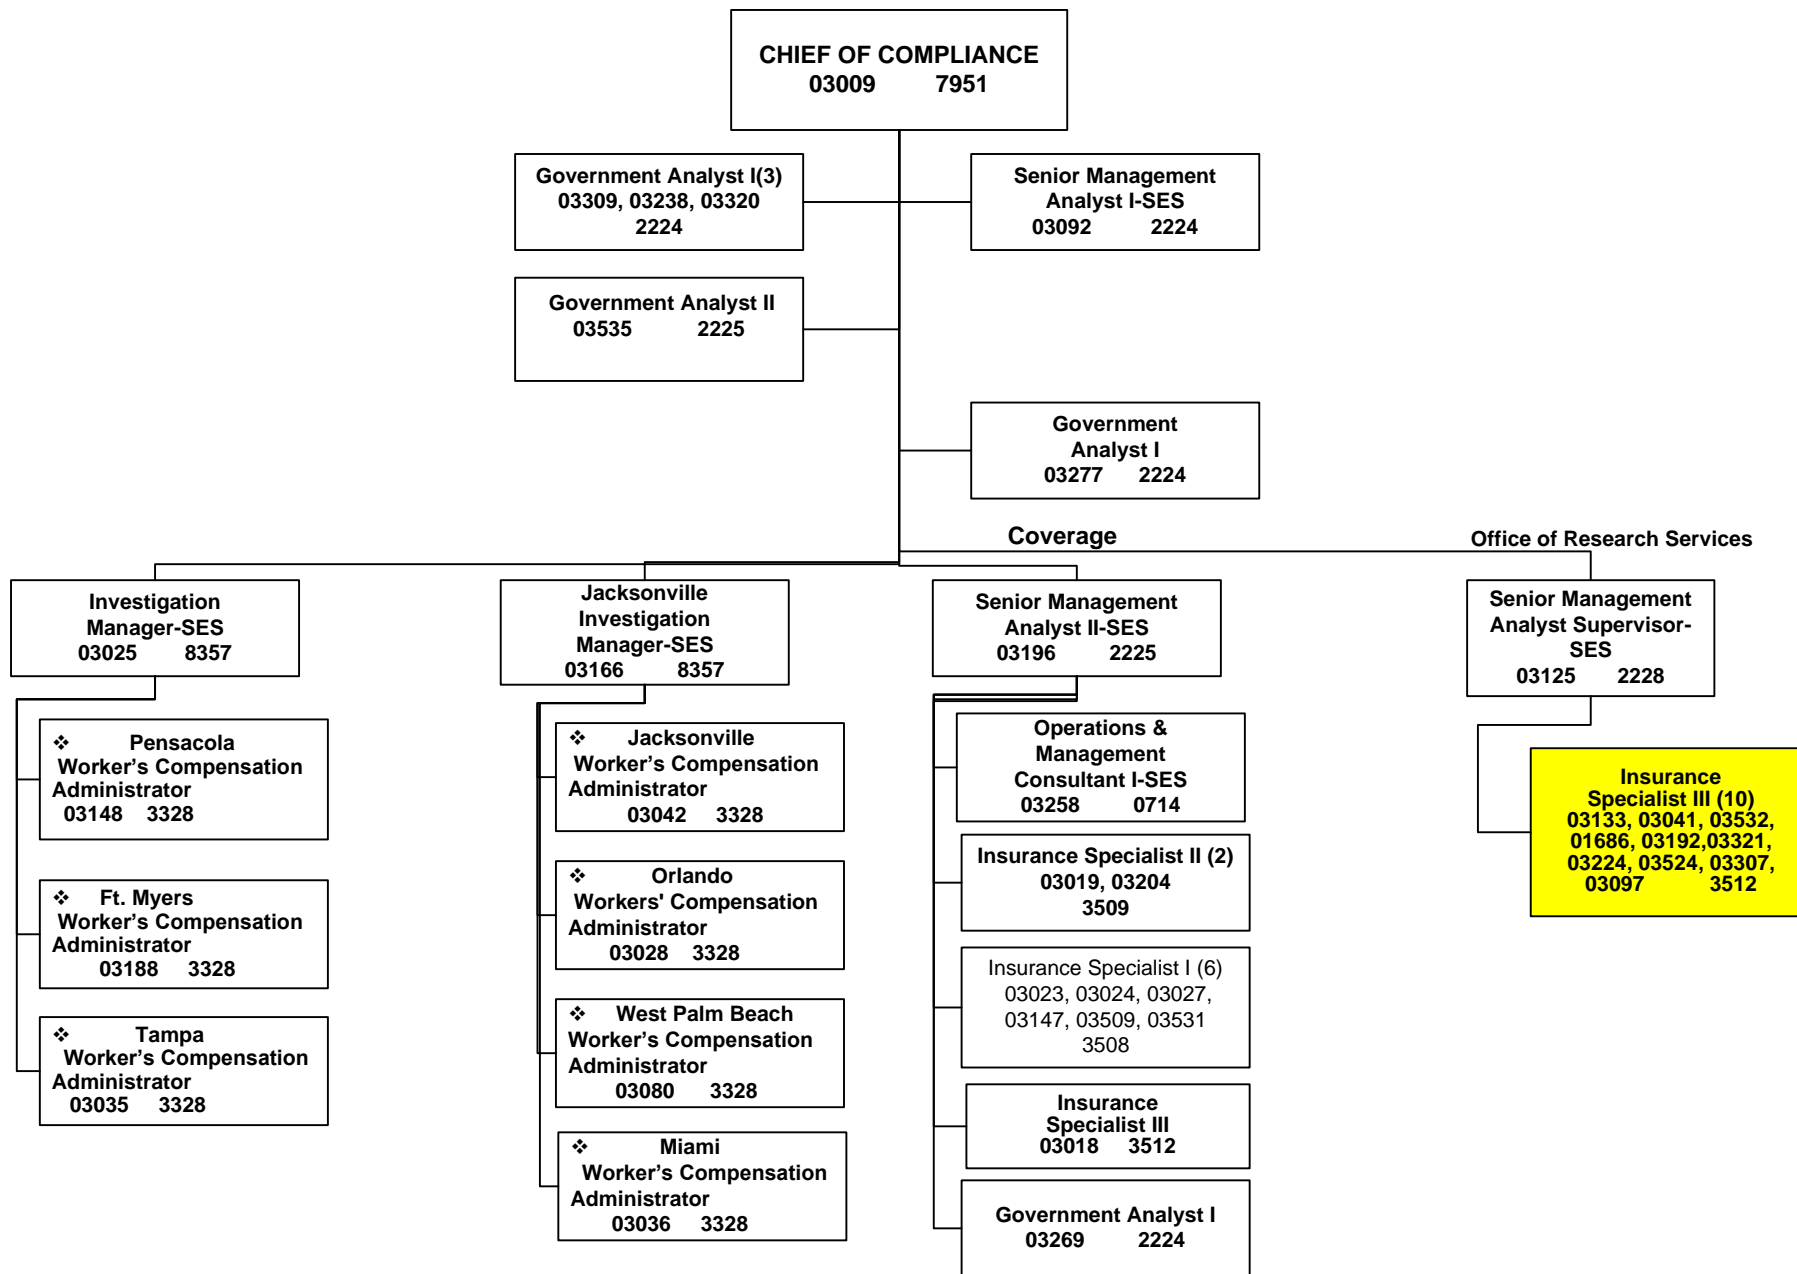 CHIEF OF COMPLIANCE
03009 7951
Government Analyst I(3)
03309, 03238, 03320
2224
Senior Management
Analyst I-SES
03092 2224
Government Analyst II
03535 2225
Government
Analyst I
03277 2224
Coverage
Office of Research Services
Investigation
Manager-SES
03025 8357
Jacksonville
Investigation
Manager-SES
03166 8357
Senior Management
Analyst II-SES
03196 2225
Senior Management
Analyst Supervisor-
SES
03125 2228
❖ Pensacola
Worker’s Compensation
Administrator
03148 3328
❖ Ft. Myers
Worker’s Compensation
Administrator
03188 3328
❖ Tampa
Worker’s Compensation
Administrator
03035 3328
❖ Jacksonville
Worker’s Compensation
Administrator
03042 3328
❖ Orlando
Workers' Compensation
Administrator
03028 3328
❖ West Palm Beach
Worker’s Compensation
Administrator
03080 3328
❖ Miami
Worker’s Compensation
Administrator
03036 3328
Operations &
Management
Consultant I-SES
03258 0714
Insurance Specialist II (2)
03019, 03204
3509
Insurance Specialist I (6)
03023, 03024, 03027,
03147, 03509, 03531
3508
Insurance
Specialist III
03018 3512
Government Analyst I
03269 2224
Insurance
Specialist III (10)
03133, 03041, 03532,
01686, 03192,03321,
03224, 03524, 03307,
03097 3512